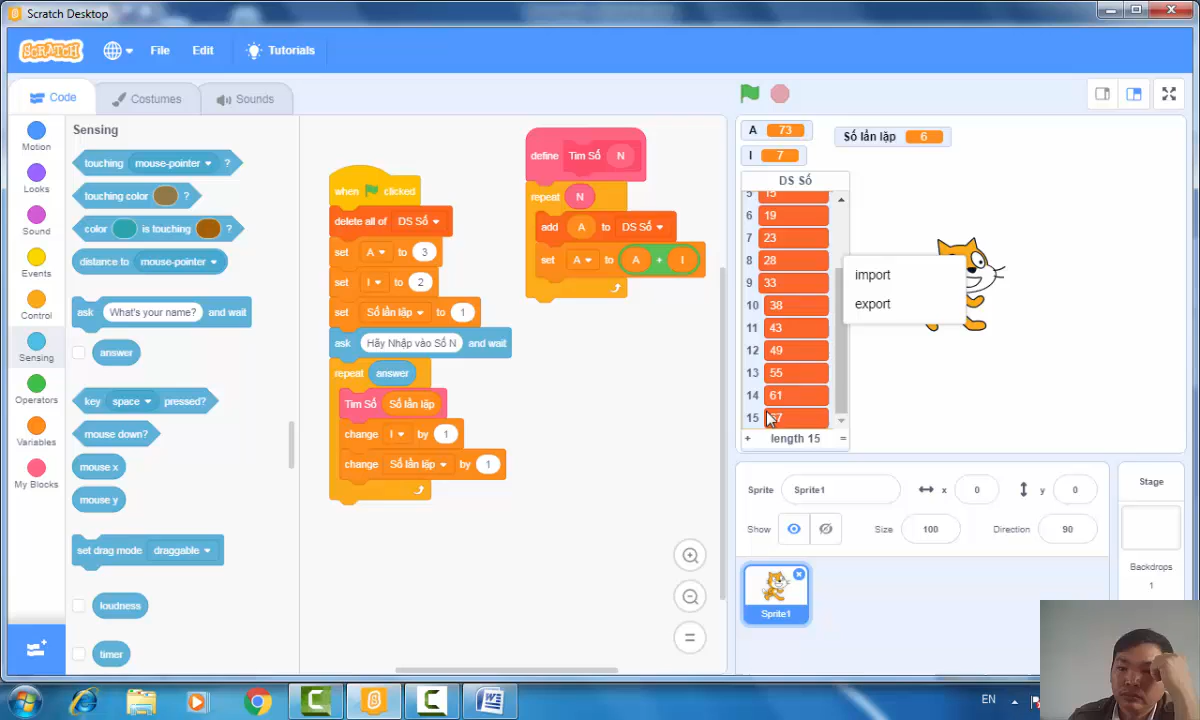 Scratch Desktop
SCRATCH File Edit Tutorials
Code Costumes Sounds
Motion
Looks
Sound
Events
Control
Sensing
Operators
Variables
My Blocks
Sensing
touching mouse-pointer ?
touching color ?
color is touching ?
distance to mouse-pointer
ask What's your name? and wait
answer
key space pressed?
mouse down?
mouse x
mouse y
set drag mode draggable
loudness
timer
when clicked
delete all of DS Số
set A to 3
set I to 2
set Số lần lặp to 1
ask Hãy Nhập vào Số N and wait
repeat answer
Tìm Số Số lần lặp
change I by 1
change Số lần lặp by 1
define Tìm Số N
repeat N
add A to DS Số
set A to A + I
A 73
Số lần lặp 6
I 7
DS Số
5 15
6 19
7 23
8 28
9 33
10 38
11 43
12 49
13 55
14 61
15 67
+ length 15 =
import
export
Sprite Sprite1 x 0 y 0
Show Size 100 Direction 90
Sprite1
Stage
Backdrops
1
EN